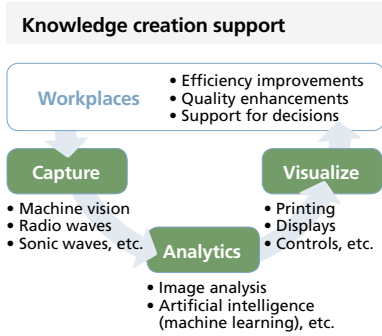 Knowledge creation support
Workplaces
• Efficiency improvements
• Quality enhancements
• Support for decisions
Capture
• Machine vision
• Radio waves
• Sonic waves, etc.
Analytics
• Image analysis
• Artificial intelligence
(machine learning), etc.
Visualize
• Printing
• Displays
• Controls, etc.